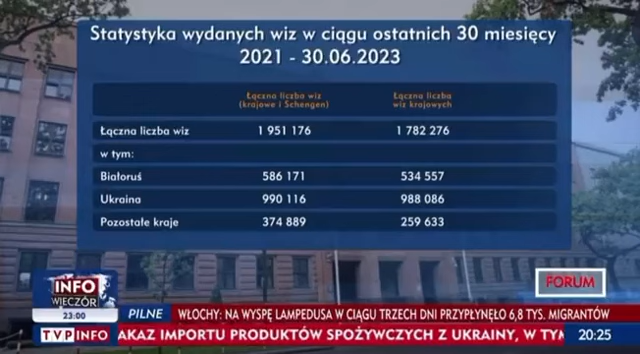 Statystyka wydanych wiz w ciągu ostatnich 30 miesięcy
2021 - 30.06.2023
Łączna liczba wiz
(krajowe i Schengen)
Łączna liczba
wiz krajowych
Łączna liczba wiz 1 951 176 1 782 276
w tym:
Białoruś 586 171 534 557
Ukraina 990 116 988 086
Pozostałe kraje 374 889 259 633
INFO
WIECZÓR
FORUM
23:00 PILNE WŁOCHY: NA WYSPĘ LAMPEDUSA W CIĄGU TRZECH DNI PRZYPŁYNĘŁO 6,8 TYS. MIGRANTÓW
TVP INFO AKAZ IMPORTU PRODUKTÓW SPOŻYWCZYCH Z UKRAINY, W TYM 20:25